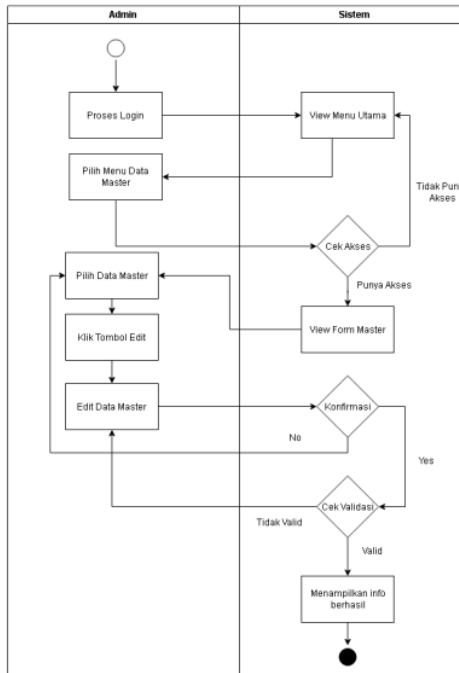 Admin
Sistem
Proses Login
View Menu Utama
Pilih Menu Data
Master
Tidak Pun
Akses
Cek Akses
Pilih Data Master
Punya Akses
Klik Tombol Edit
View Form Master
Edit Data Master
Konfirmasi
No
Yes
Cek Validasi
Tidak Valid
Valid
Menampilkan info
berhasil